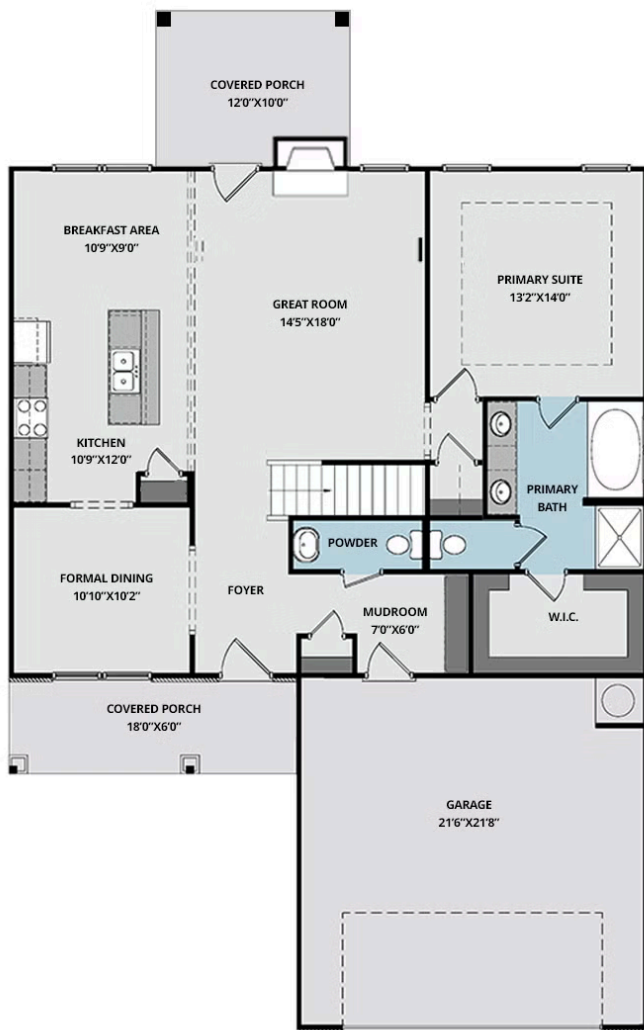 COVERED PORCH
12'0"X10'0"
BREAKFAST AREA
10'9"X9'0"
GREAT ROOM
14'5"X18'0"
PRIMARY SUITE
13'2"X14'0"
KITCHEN
10'9"X12'0"
PRIMARY
BATH
POWDER
FORMAL DINING
10'10"X10'2"
FOYER
MUDROOM
7'0"X6'0"
W.I.C.
COVERED PORCH
18'0"X6'0"
GARAGE
21'6"X21'8"